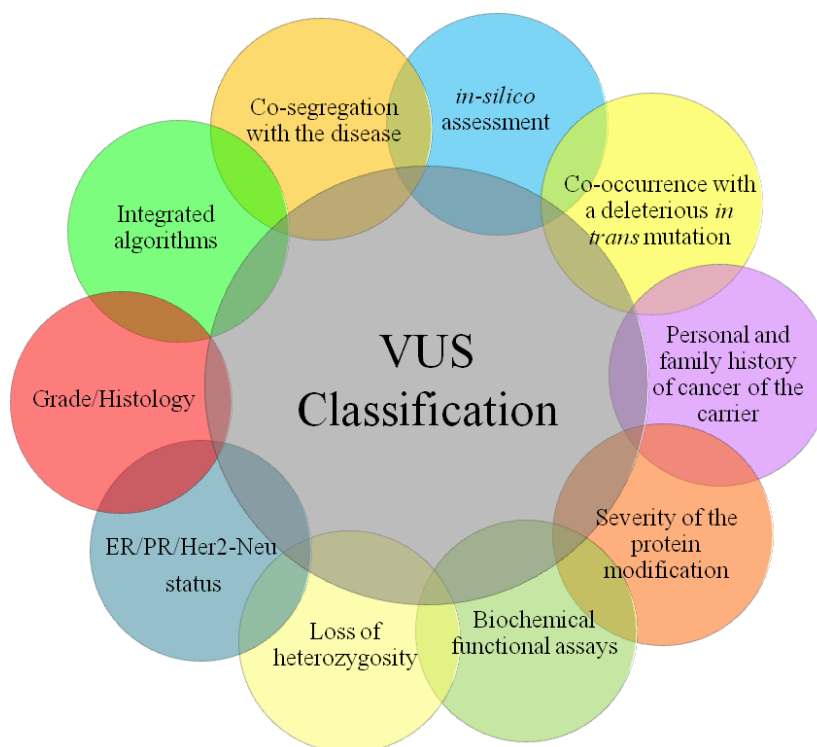 Co-segregation
with the disease
in-silico
assessment
Co-occurrence with
a deleterious in
trans mutation
Personal and
family history
of cancer of the
carrier
Severity of the
protein
modification
Biochemical
functional assays
Loss of
heterozygosity
ER/PR/Her2-Neu
status
Grade/Histology
Integrated
algorithms
VUS
Classification